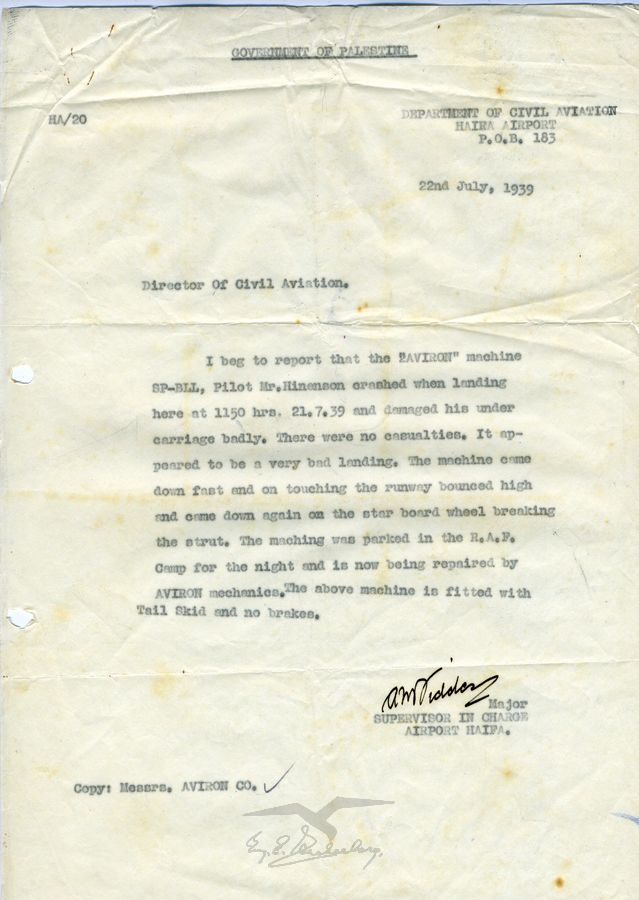 GOVERNMENT OF PALESTINE
HA/20
DEPARTMENT OF CIVIL AVIATION
HAIRA AIRPORT
P.O.B. 183
22nd July, 1939
Director Of Civil Aviation.
I beg to report that the "AVIRON" machine
SP-BLL, Pilot Mr.Hinenson crashed when landing
here at 1150 hrs. 21.7.39 and damaged his under
carriage badly. There were no casualties. It ap-
peared to be a very bad landing. The machine came
down fast and on touching the runway bounced high
and came down again on the star board wheel breaking
the strut. The maching was parked in the R.A.F.
Camp for the night and is now being repaired by
AVIRON mechanics.The above machine is fitted with
Tail Skid and no brakes.
Major
SUPERVISOR IN CHARGE
AIRPORT HAIFA.
Copy: Messrs. AVIRON CO.